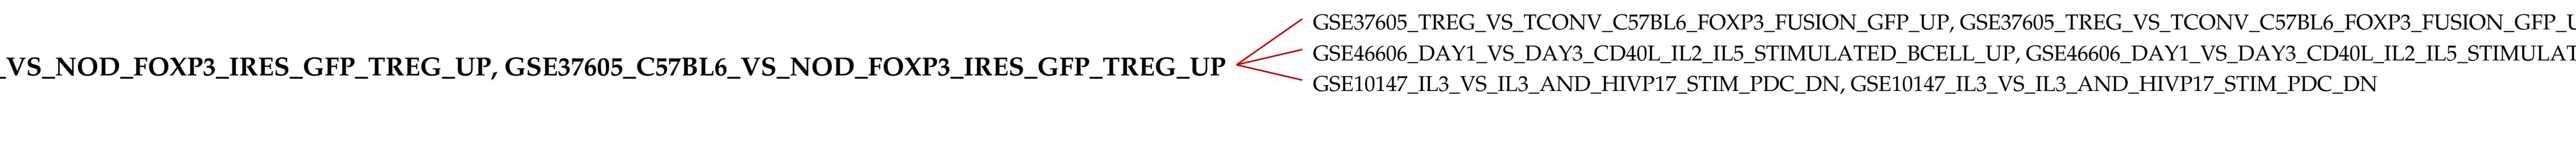 GSE37605_TREG_VS_TCONV_C57BL6_FOXP3_FUSION_GFP_UP, GSE37605_TREG_VS_TCONV_C57BL6_FOXP3_FUSION_GFP_U
GSE46606_DAY1_VS_DAY3_CD40L_IL2_IL5_STIMULATED_BCELL_UP, GSE46606_DAY1_VS_DAY3_CD40L_IL2_IL5_STIMULAT
_VS_NOD_FOXP3_IRES_GFP_TREG_UP, GSE37605_C57BL6_VS_NOD_FOXP3_IRES_GFP_TREG_UP
GSE10147_IL3_VS_IL3_AND_HIVP17_STIM_PDC_DN, GSE10147_IL3_VS_IL3_AND_HIVP17_STIM_PDC_DN